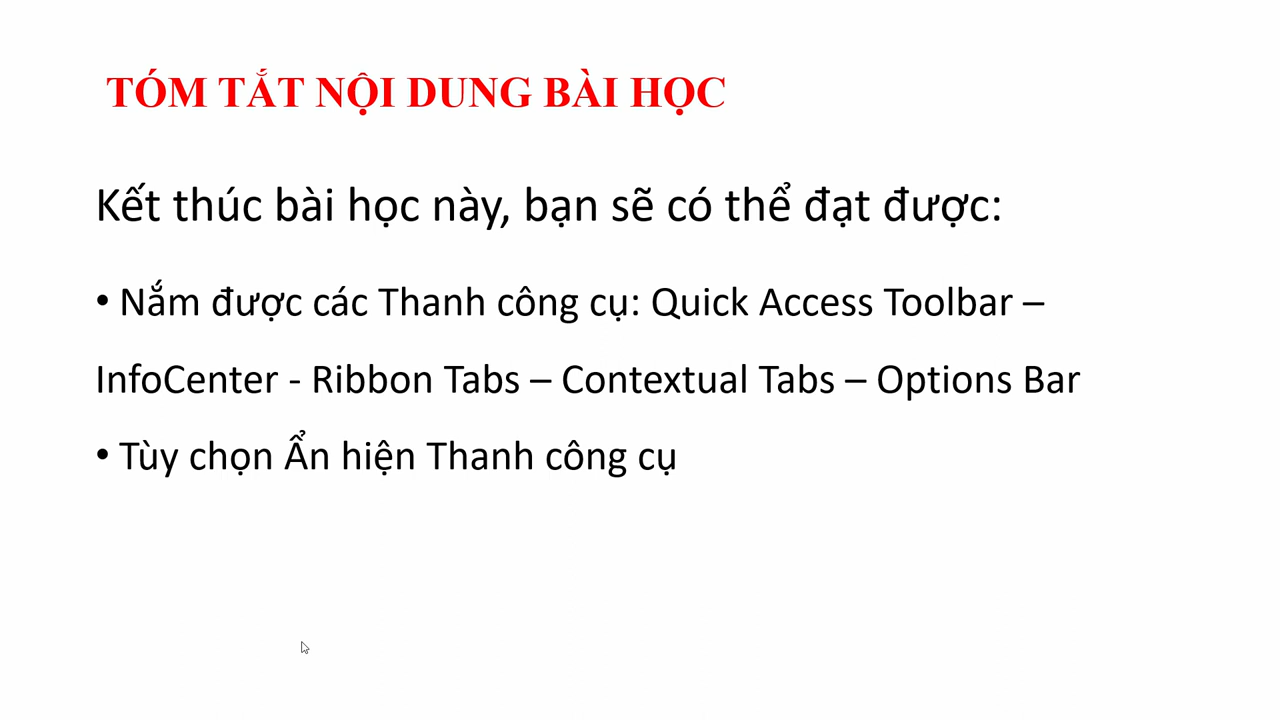 TÓM TẮT NỘI DUNG BÀI HỌC
Kết thúc bài học này, bạn sẽ có thể đạt được:
• Nắm được các Thanh công cụ: Quick Access Toolbar –
InfoCenter - Ribbon Tabs – Contextual Tabs – Options Bar
• Tùy chọn Ẩn hiện Thanh công cụ